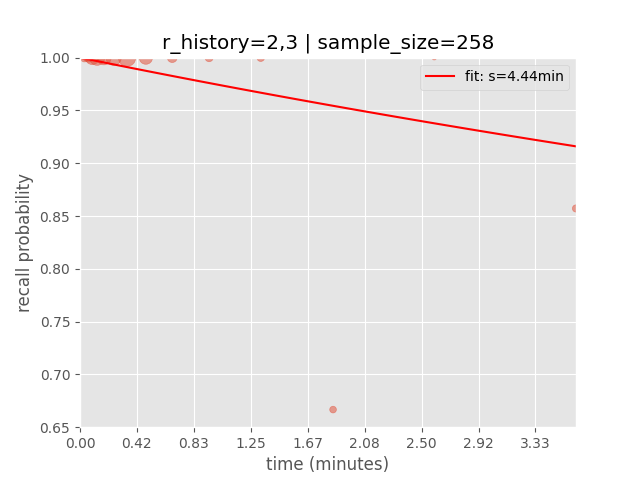 r_history=2,3 | sample_size=258
fit: s=4.44min
recall probability
1.00
0.95
0.90
0.85
0.80
0.75
0.70
0.65
0.00 0.42 0.83 1.25 1.67 2.08 2.50 2.92 3.33
time (minutes)